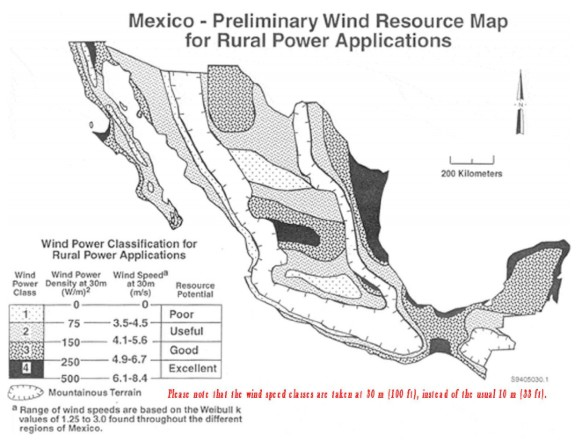 Mexico - Preliminary Wind Resource Map
for Rural Power Applications
N
200 Kilometers
Wind Power Classification for
Rural Power Applications
Wind Power Class
Wind Power Density at 30m (W/m)²
Wind Speedª at 30m (m/s)
Resource Potential
0 0
1 Poor
75 3.5-4.5
2 Useful
150 4.1-5.6
3 Good
250 4.9-6.7
4 Excellent
500 6.1-8.4
Mountainous Terrain
S9405030.1
Please note that the wind speed classes are taken at 30 m {100 ft}, instead of the usual 10 m {33 ft}.
ª Range of wind speeds are based on the Weibull k
values of 1.25 to 3.0 found throughout the different
regions of Mexico.